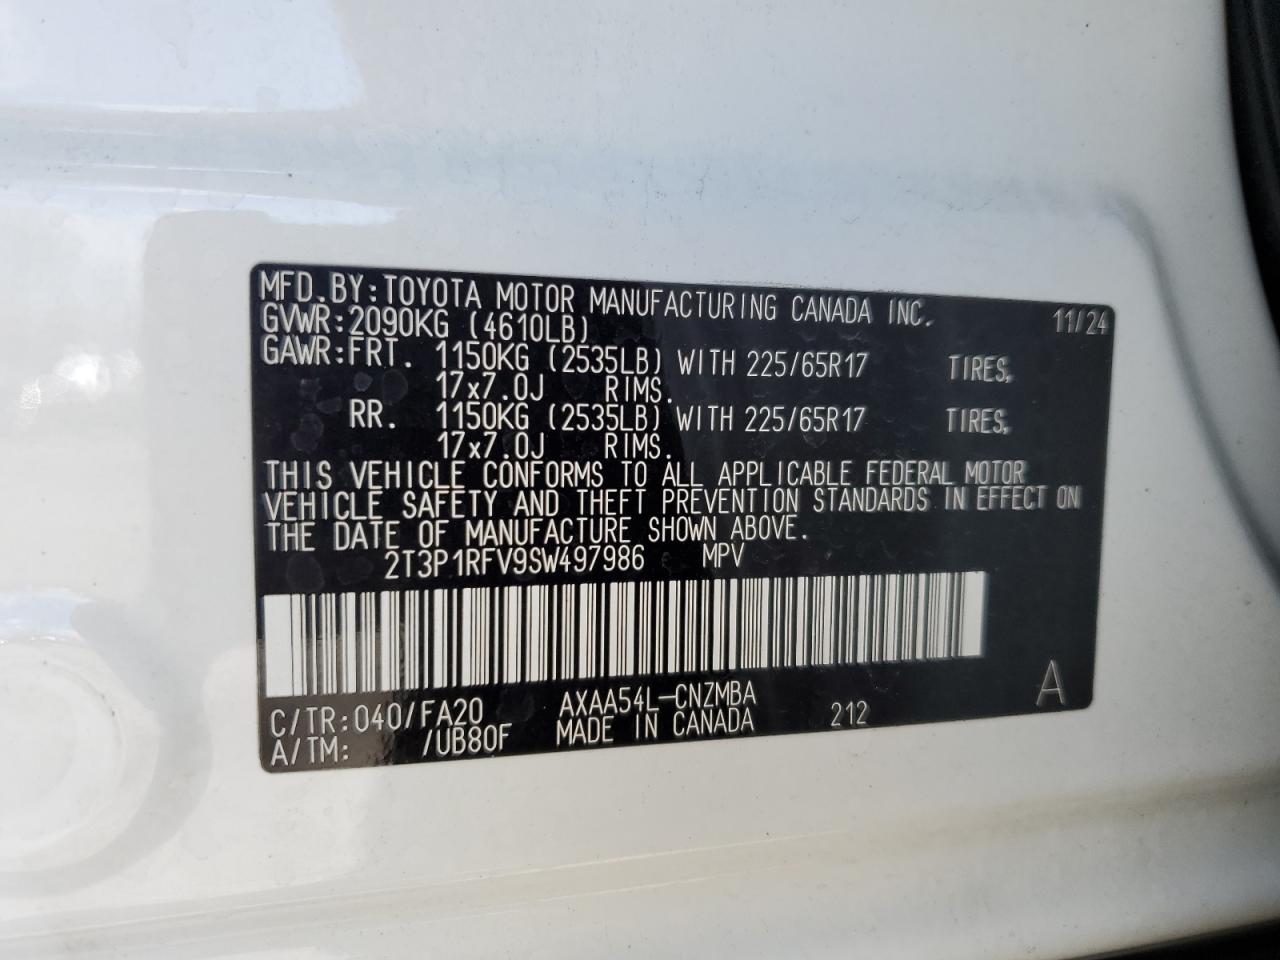 MFD.BY:TOYOTA MOTOR MANUFACTURING CANADA INC. 11/24
GVWR:2090KG (4610LB)
GAWR:FRT. 1150KG (2535LB) WITH 225/65R17 TIRES,
17x7.0J RIMS.
RR. 1150KG (2535LB) WITH 225/65R17 TIRES,
17x7.0J RIMS.
THIS VEHICLE CONFORMS TO ALL APPLICABLE FEDERAL MOTOR
VEHICLE SAFETY AND THEFT PREVENTION STANDARDS IN EFFECT ON
THE DATE OF MANUFACTURE SHOWN ABOVE.
2T3P1RFV9SW497986 MPV
C/TR:040/FA20 AXAA54L-CNZMBA A
A/TM: /UB80F MADE IN CANADA 212